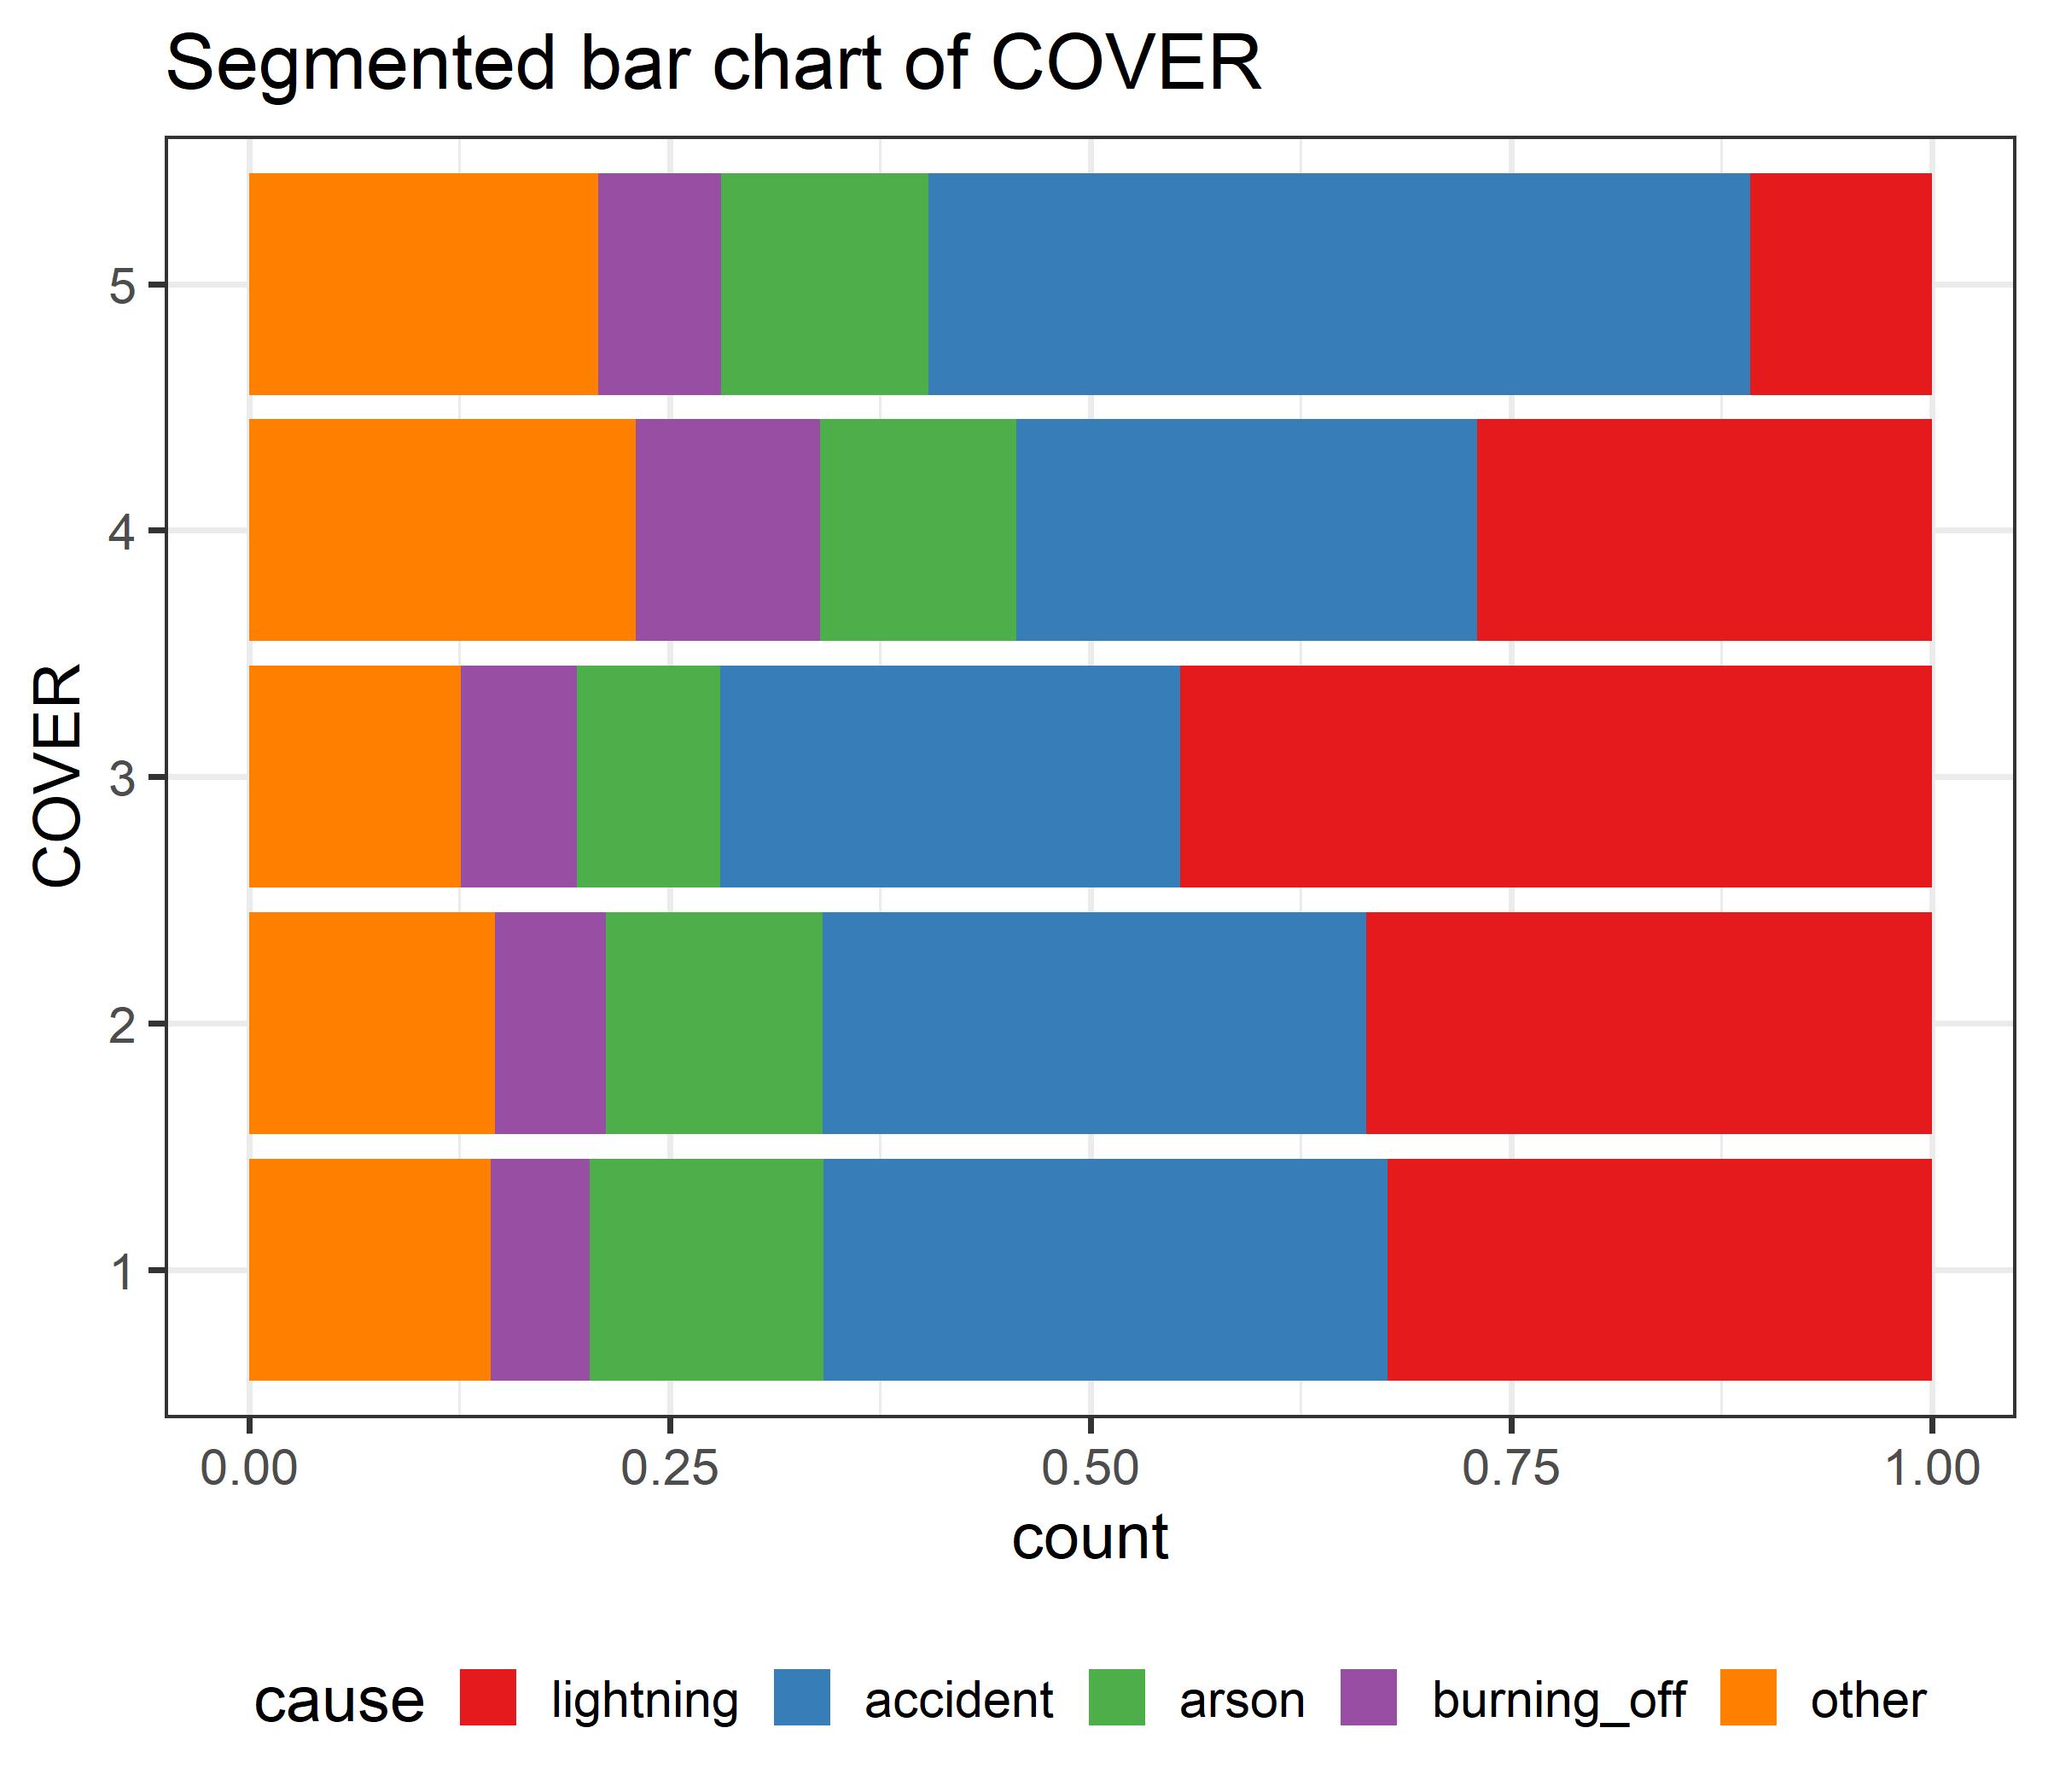 Segmented bar chart of COVER
COVER
5
4
3
2
1
0.00 0.25 0.50 0.75 1.00
count
cause lightning accident arson burning_off other